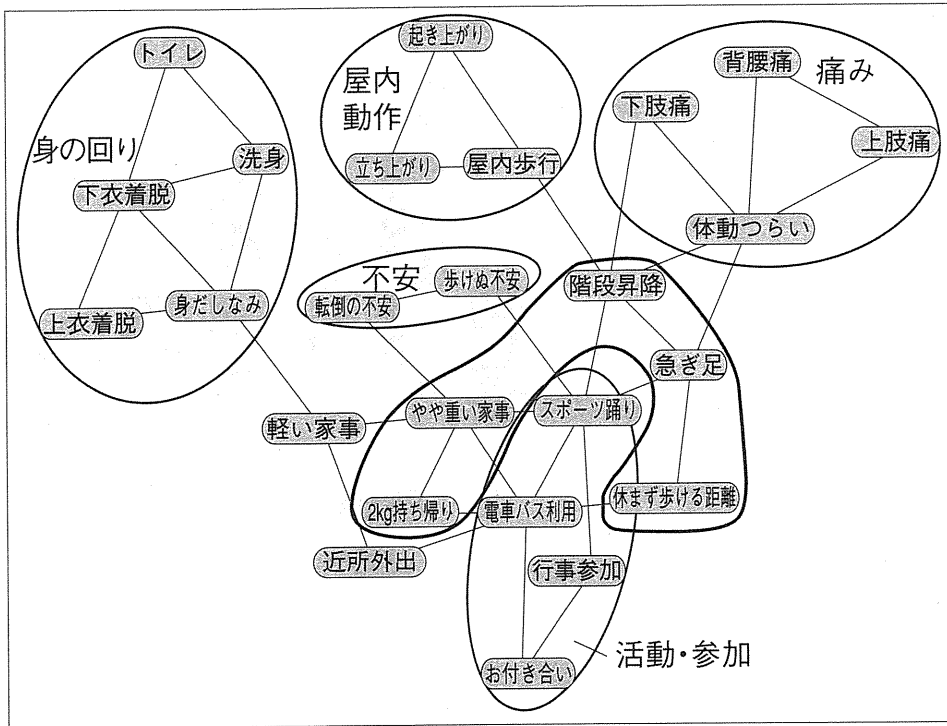 トイレ
身の回り
洗身
下衣着脱
上衣着脱
身だしなみ
起き上がり
屋内
動作
立ち上がり
屋内歩行
背腰痛
痛み
下肢痛
上肢痛
体動つらい
不安
歩けぬ不安
転倒の不安
階段昇降
急ぎ足
軽い家事
やや重い家事
スポーツ踊り
2kg持ち帰り
電車バス利用
休まず歩ける距離
近所外出
行事参加
お付き合い
活動・参加